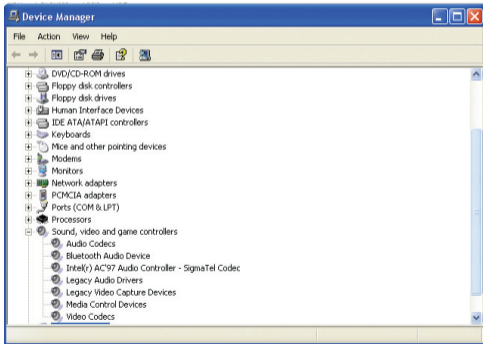 Device Manager
File Action View Help
DVD/CD-ROM drives
Floppy disk controllers
Floppy disk drives
Human Interface Devices
IDE ATA/ATAPI controllers
Keyboards
Mice and other pointing devices
Modems
Monitors
Network adapters
PCMCIA adapters
Ports (COM & LPT)
Processors
Sound, video and game controllers
Audio Codecs
Bluetooth Audio Device
Intel(r) AC'97 Audio Controller - SigmaTel Codec
Legacy Audio Drivers
Legacy Video Capture Devices
Media Control Devices
Video Codecs